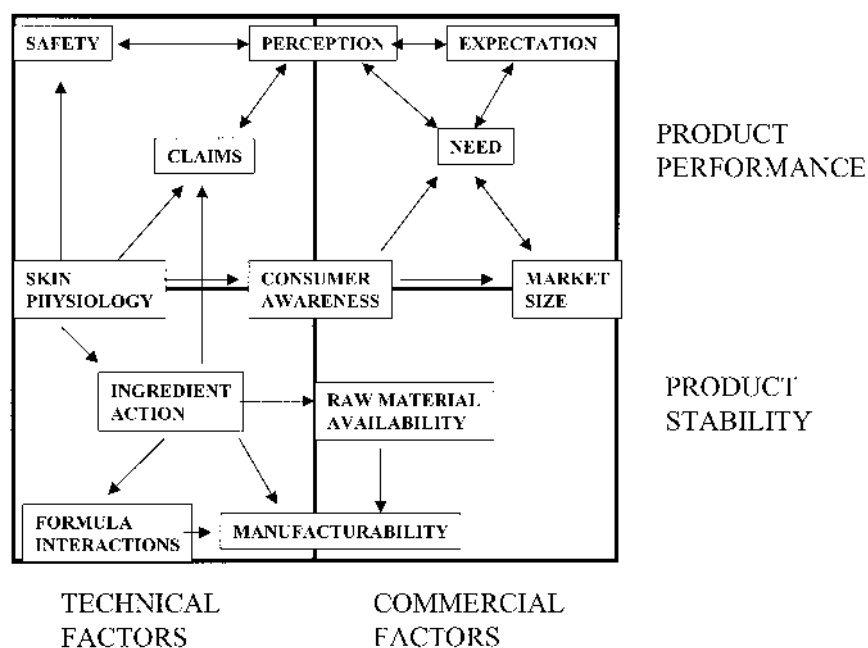 SAFETY
PERCEPTION
EXPECTATION
CLAIMS
NEED
PRODUCT
PERFORMANCE
SKIN
PHYSIOLOGY
CONSUMER
AWARENESS
MARKET
SIZE
INGREDIENT
ACTION
RAW MATERIAL
AVAILABILITY
PRODUCT
STABILITY
FORMULA
INTERACTIONS
MANUFACTURABILITY
TECHNICAL
FACTORS
COMMERCIAL
FACTORS